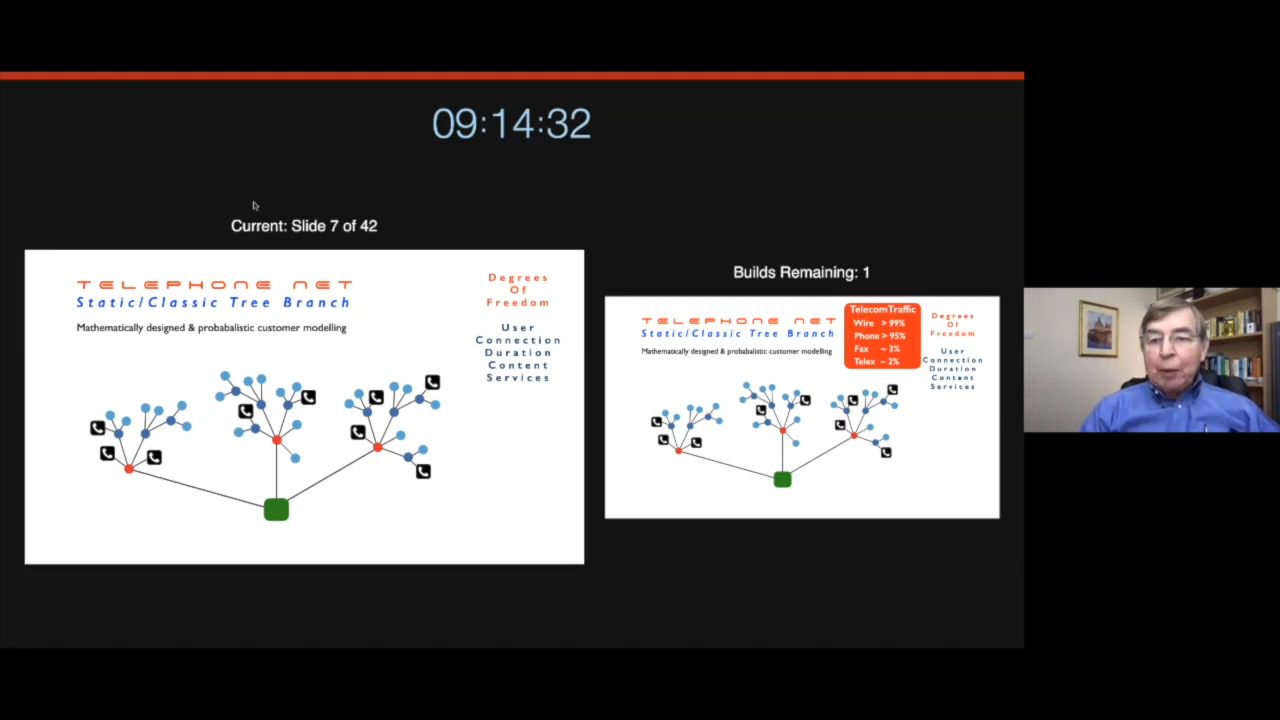 09:14:32
Current: Slide 7 of 42
TELEPHONE NET
Static/Classic Tree Branch
Mathematically designed & probabalistic customer modelling
Degrees
Of
Freedom
User
Connection
Duration
Content
Services
Builds Remaining: 1
TELEPHONE NET
Static/Classic Tree Branch
Mathematically designed & probabalistic customer modelling
TelecomTraffic
Wire > 99%
Phone > 95%
Fax ~ 3%
Telex ~ 2%
Degrees
Of
Freedom
User
Connection
Duration
Content
Services